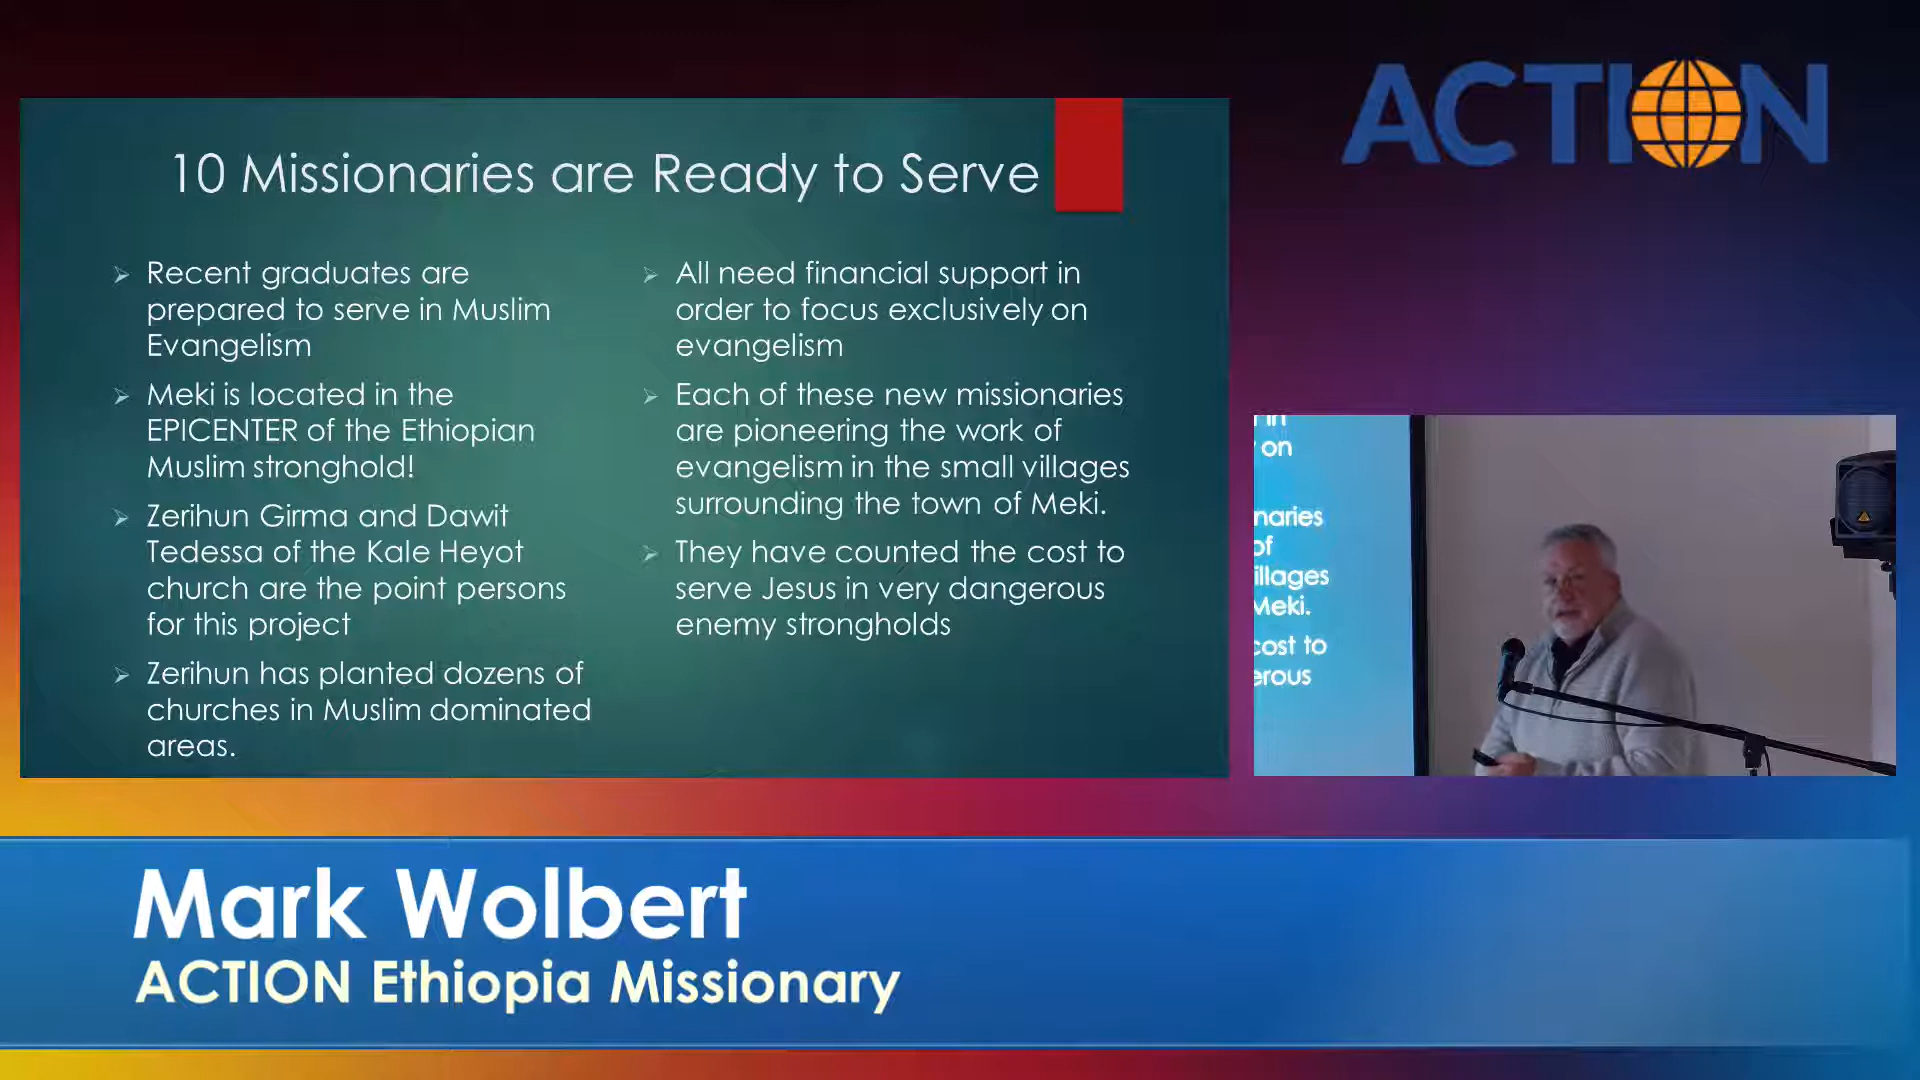 ACTION
10 Missionaries are Ready to Serve
Recent graduates are
prepared to serve in Muslim
Evangelism
Meki is located in the
EPICENTER of the Ethiopian
Muslim stronghold!
Zerihun Girma and Dawit
Tedessa of the Kale Heyot
church are the point persons
for this project
Zerihun has planted dozens of
churches in Muslim dominated
areas.
All need financial support in
order to focus exclusively on
evangelism
Each of these new missionaries
are pioneering the work of
evangelism in the small villages
surrounding the town of Meki.
They have counted the cost to
serve Jesus in very dangerous
enemy strongholds
in
on
naries
of
illages
Meki.
cost to
erous
Mark Wolbert
ACTION Ethiopia Missionary